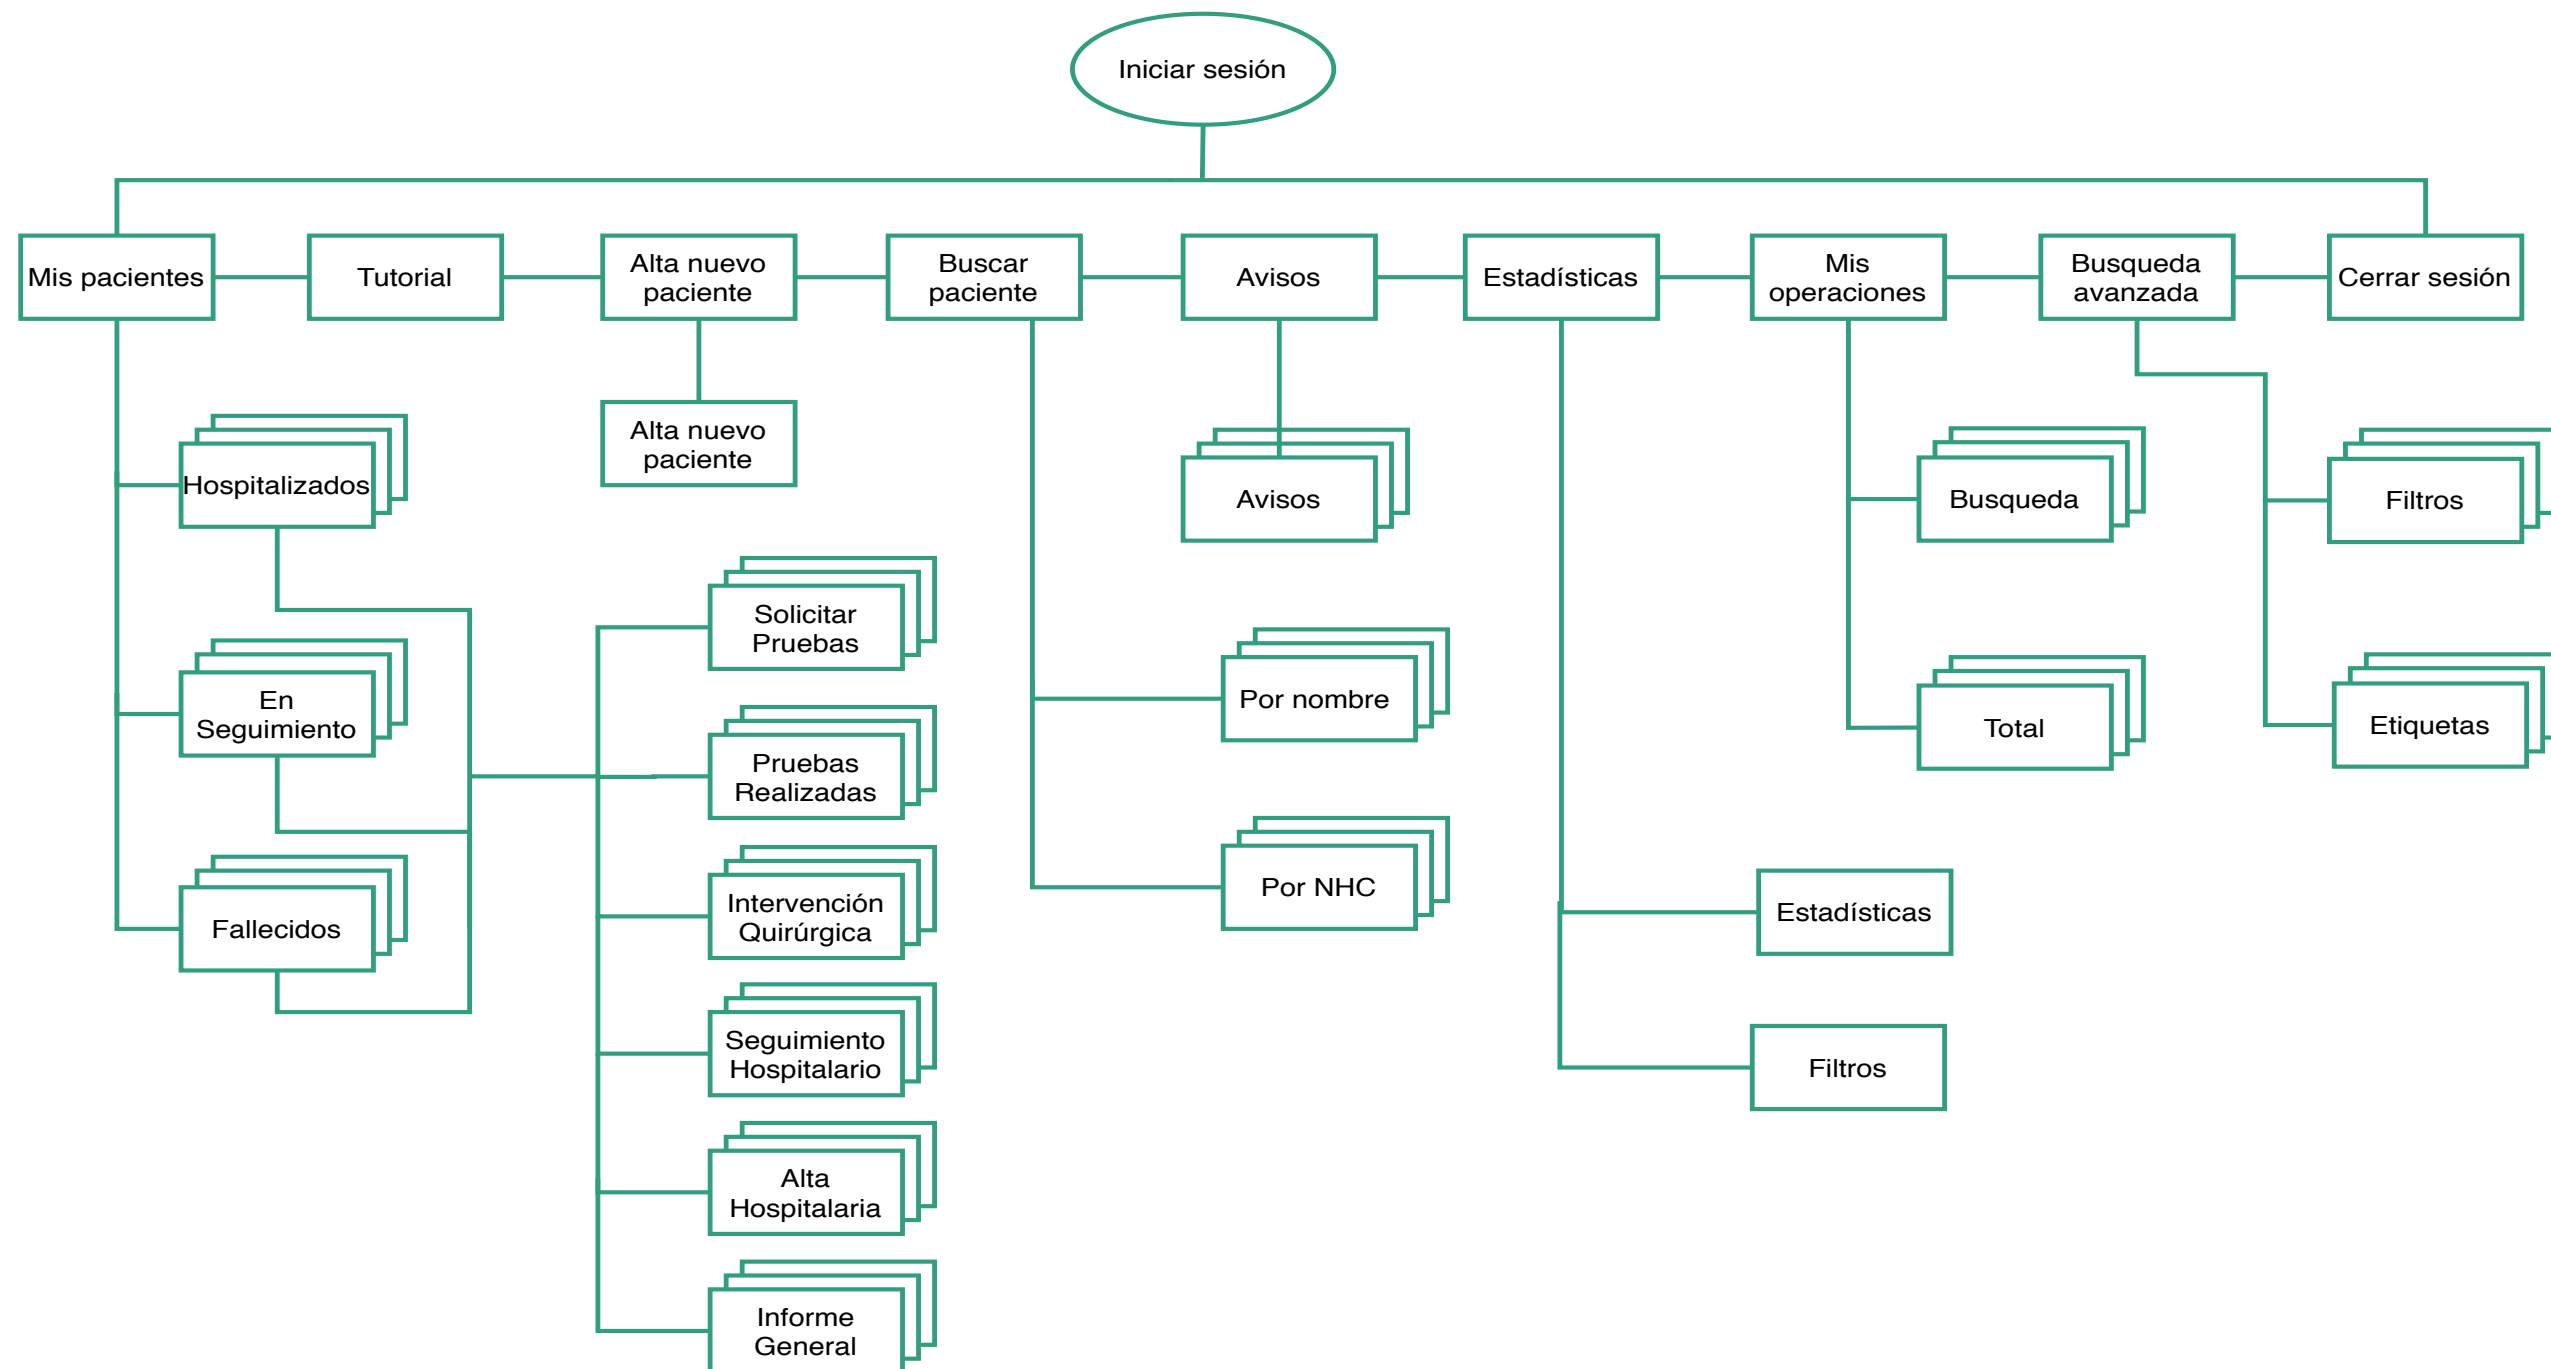 Iniciar sesión
Mis pacientes
Tutorial
Alta nuevo
paciente
Buscar
paciente
Avisos
Estadísticas
Mis
operaciones
Busqueda
avanzada
Cerrar sesión
Hospitalizados
En
Seguimiento
Fallecidos
Alta nuevo
paciente
Solicitar
Pruebas
Pruebas
Realizadas
Intervención
Quirúrgica
Seguimiento
Hospitalario
Alta
Hospitalaria
Informe
General
Avisos
Por nombre
Por NHC
Estadísticas
Filtros
Busqueda
Total
Filtros
Etiquetas